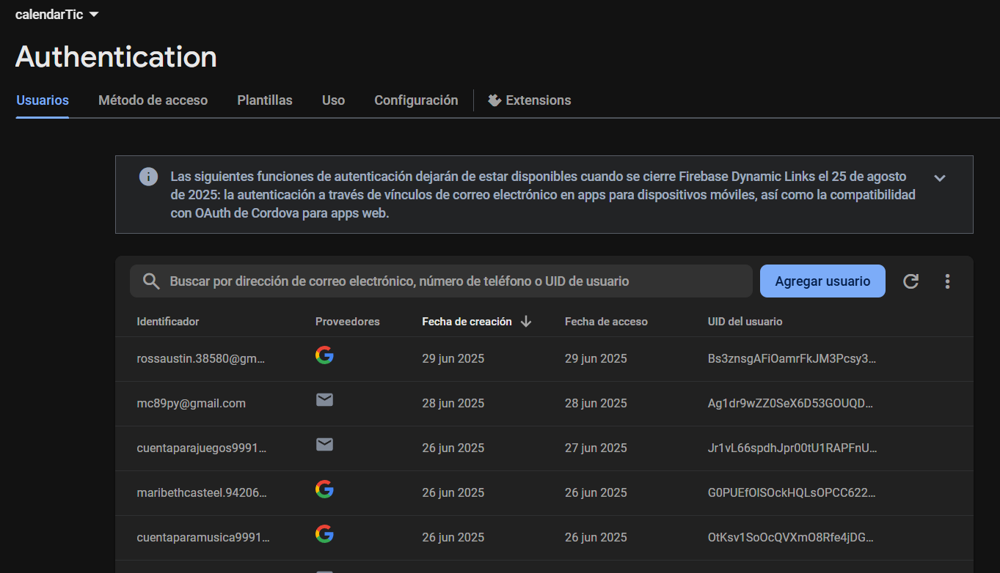 calendarTic
Authentication
Usuarios Método de acceso Plantillas Uso Configuración Extensions
Las siguientes funciones de autenticación dejarán de estar disponibles cuando se cierre Firebase Dynamic Links el 25 de agosto
de 2025: la autenticación a través de vínculos de correo electrónico en apps para dispositivos móviles, así como la compatibilidad
con OAuth de Cordova para apps web.
Buscar por dirección de correo electrónico, número de teléfono o UID de usuario Agregar usuario
Identificador Proveedores Fecha de creación Fecha de acceso UID del usuario
rossaustin.38580@gm... 29 jun 2025 29 jun 2025 Bs3znsgAFiOamrFkJM3Pcsy3...
mc89py@gmail.com 28 jun 2025 28 jun 2025 Ag1dr9wZZ0SeX6D53GOUQD...
cuentaparajuegos9991... 26 jun 2025 27 jun 2025 Jr1vL66spdhJpr00tU1RAPFnU...
maribethcasteel.94206... 26 jun 2025 26 jun 2025 G0PUEfOlSOckHQLsOPCC622...
cuentaparamusica9991... 26 jun 2025 26 jun 2025 OtKsv1SoOcQVXmO8Rfe4jDG...